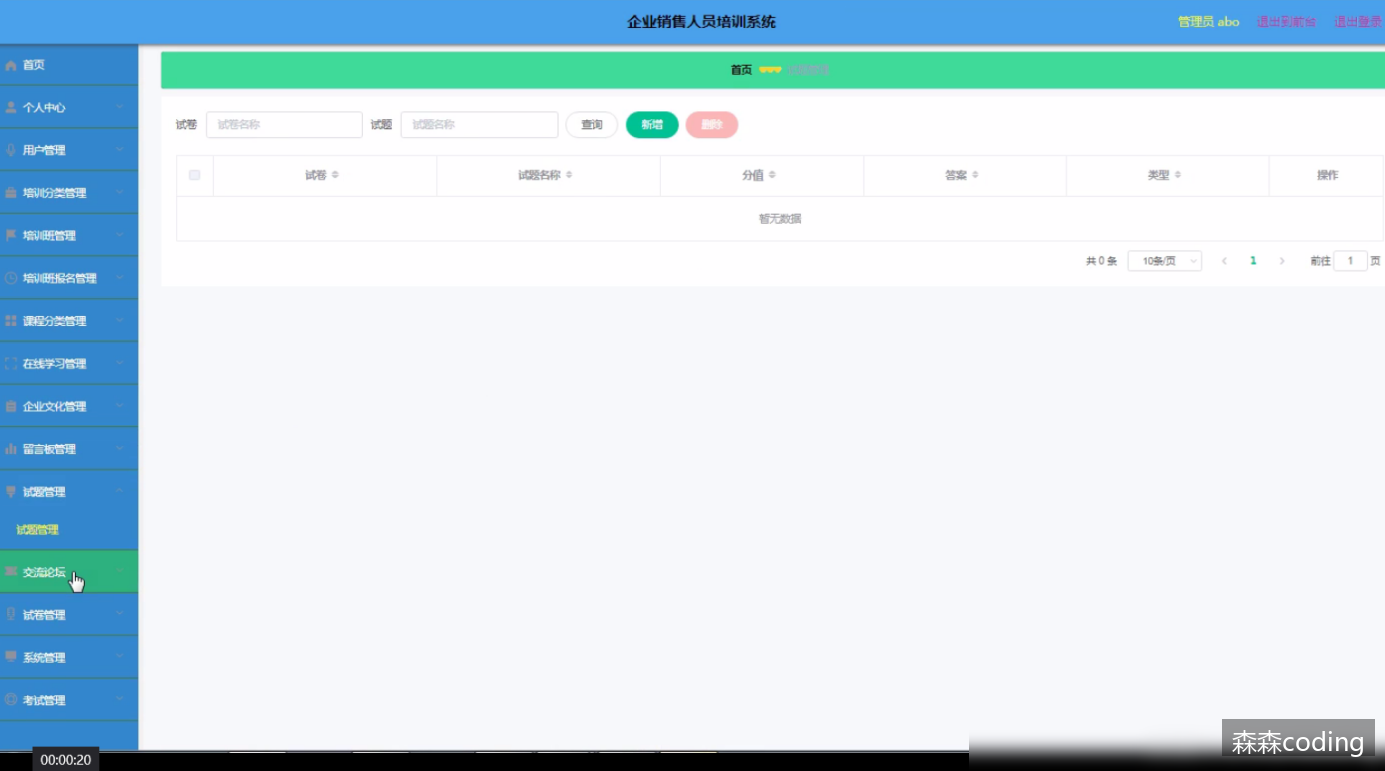 企业销售人员培训系统
管理员 abo 退出到前台 退出登录
首页
个人中心
用户管理
培训分类管理
培训班管理
培训班报名管理
课程分类管理
在线学习管理
企业文化管理
留言板管理
试题管理
试题管理
交流论坛
试卷管理
系统管理
考试管理
首页 试题管理
试卷 试卷名称 试题 试题名称 查询 新增 删除
试卷 试题名称 分值 答案 类型 操作
暂无数据
共 0 条 10条/页 1 前往 1 页
00:00:20
森森coding